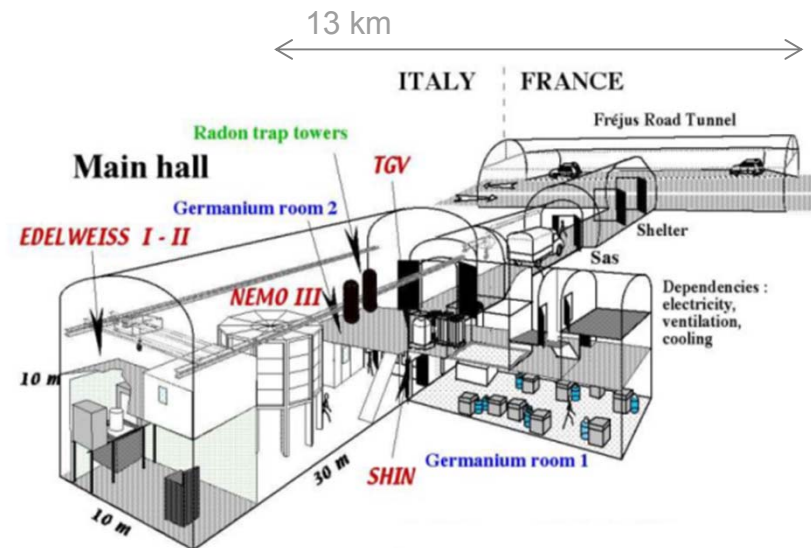 13 km
ITALY FRANCE
Fréjus Road Tunnel
Radon trap towers
Main hall
TGV
Germanium room 2
EDELWEISS I - II
Shelter
Sas
NEMO III
Dependencies :
electricity,
ventilation,
cooling
10 m
30 m
Germanium room 1
SHIN
10 m